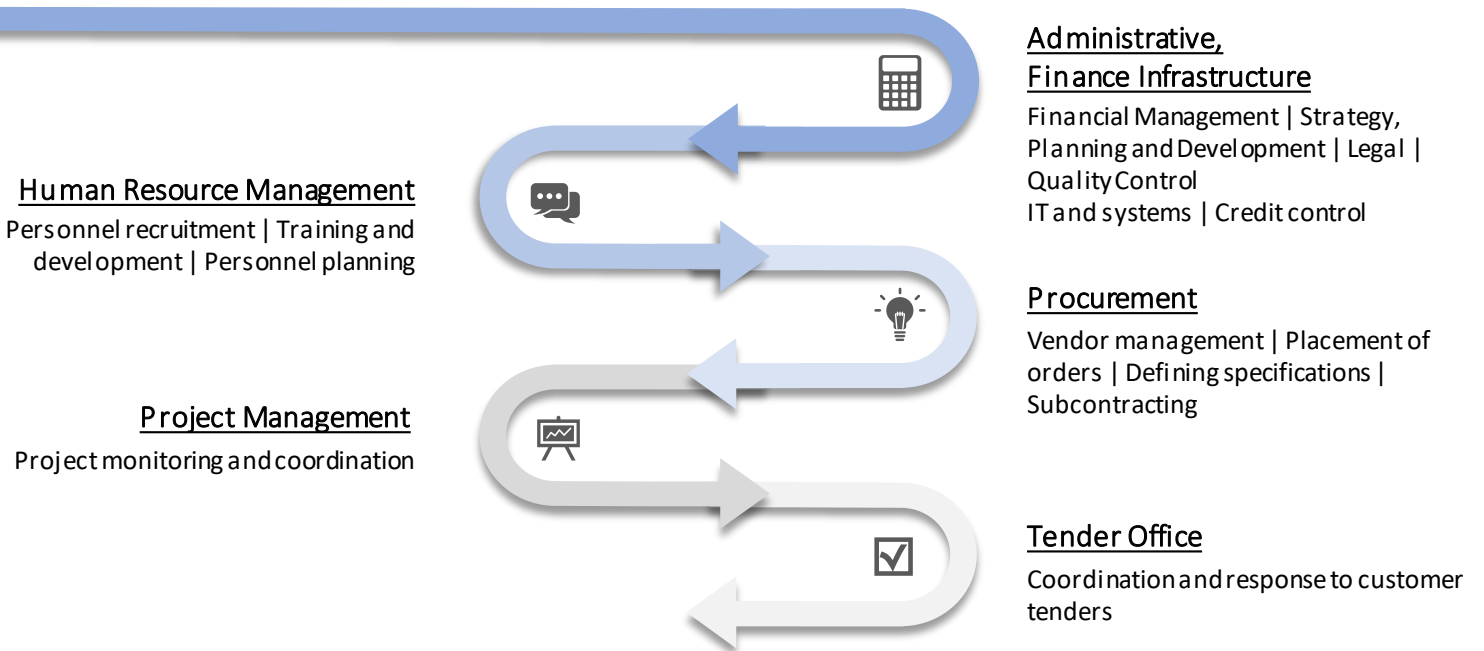 Administrative,
Finance Infrastructure
Financial Management | Strategy,
Planning and Development | Legal |
Quality Control
IT and systems | Credit control
Human Resource Management
Personnel recruitment | Training and
development | Personnel planning
Procurement
Vendor management | Placement of
orders | Defining specifications |
Subcontracting
Project Management
Project monitoring and coordination
Tender Office
Coordination and response to customer
tenders